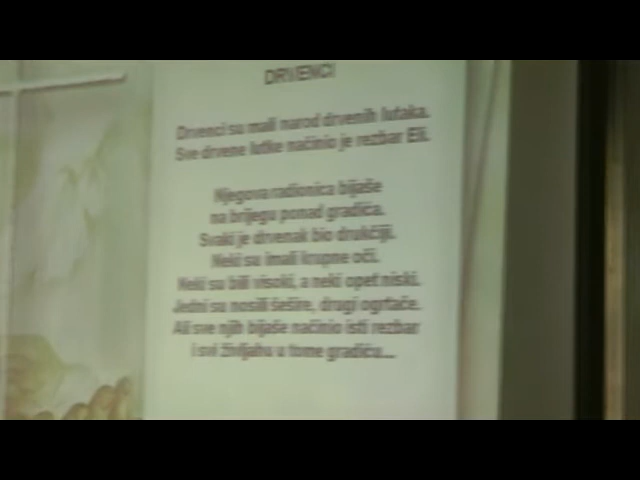 DRVENCI
Drvenci su mali narod drvenih lutaka.
Sve drvene lutke načinio je rezbar Eli.
Njegova radionica bijaše
na brijegu ponad gradića.
Svaki je drvenak bio drukčiji.
Neki su imali krupne oči.
Neki su bili visoki, a neki opet niski.
Jedni su nosili šešire, drugi ogrtače.
Ali sve njih bijaše načinio isti rezbar
i svi življahu u tome gradiću...